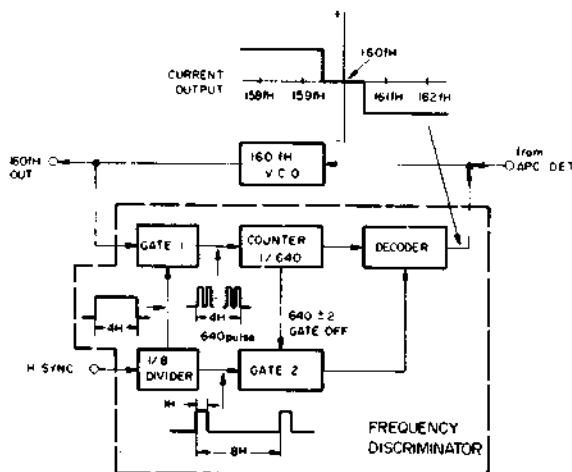 +
160fH
CURRENT
OUTPUT
158fH 159fH 161fH 162fH
-
160fH
OUT
160 fH
V.C.O
from
APC DET
GATE 1
COUNTER
1/640
DECODER
4H
4H
640pulse
640 ± 2
GATE OFF
H SYNC
1/8
DIVIDER
GATE 2
1H
8H
FREQUENCY
DISCRIMINATOR